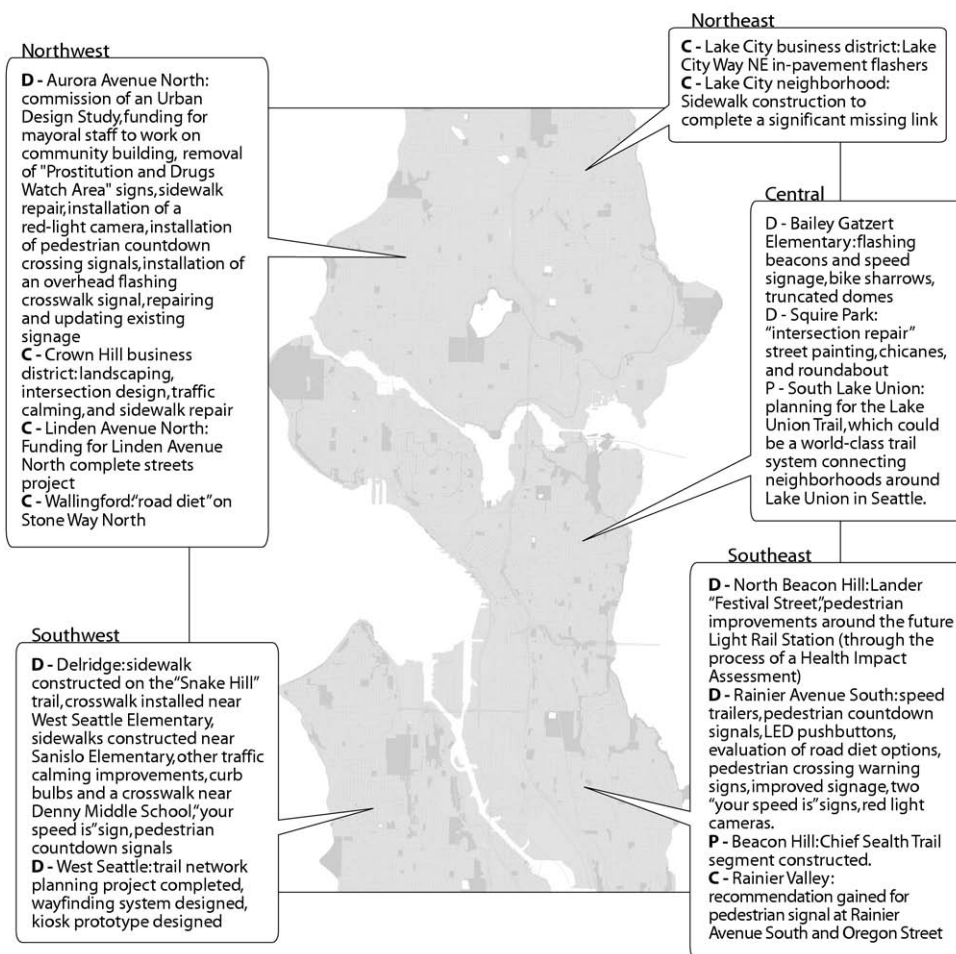 Northwest
D - Aurora Avenue North:
commission of an Urban
Design Study, funding for
mayoral staff to work on
community building, removal
of "Prostitution and Drugs
Watch Area" signs, sidewalk
repair, installation of a
red-light camera, installation
of pedestrian countdown
crossing signals, installation of
an overhead flashing
crosswalk signal, repairing
and updating existing
signage
C - Crown Hill business
district: landscaping,
intersection design, traffic
calming, and sidewalk repair
C - Linden Avenue North:
Funding for Linden Avenue
North complete streets
project
C - Wallingford: "road diet" on
Stone Way North
Northeast
C - Lake City business district: Lake
City Way NE in-pavement flashers
C - Lake City neighborhood:
Sidewalk construction to
complete a significant missing link
Central
D - Bailey Gatzert
Elementary: flashing
beacons and speed
signage, bike sharrows,
truncated domes
D - Squire Park:
"intersection repair"
street painting, chicanes,
and roundabout
P - South Lake Union:
planning for the Lake
Union Trail, which could
be a world-class trail
system connecting
neighborhoods around
Lake Union in Seattle.
Southeast
D - North Beacon Hill: Lander
"Festival Street," pedestrian
improvements around the future
Light Rail Station (through the
process of a Health Impact
Assessment)
D - Rainier Avenue South: speed
trailers, pedestrian countdown
signals, LED pushbuttons,
evaluation of road diet options,
pedestrian crossing warning
signs, improved signage, two
"your speed is" signs, red light
cameras.
P - Beacon Hill: Chief Sealth Trail
segment constructed.
C - Rainier Valley:
recommendation gained for
pedestrian signal at Rainier
Avenue South and Oregon Street
Southwest
D - Delridge: sidewalk
constructed on the "Snake Hill"
trail, crosswalk installed near
West Seattle Elementary,
sidewalks constructed near
Sanislo Elementary, other traffic
calming improvements, curb
bulbs and a crosswalk near
Denny Middle School, "your
speed is" sign, pedestrian
countdown signals
D - West Seattle: trail network
planning project completed,
wayfinding system designed,
kiosk prototype designed